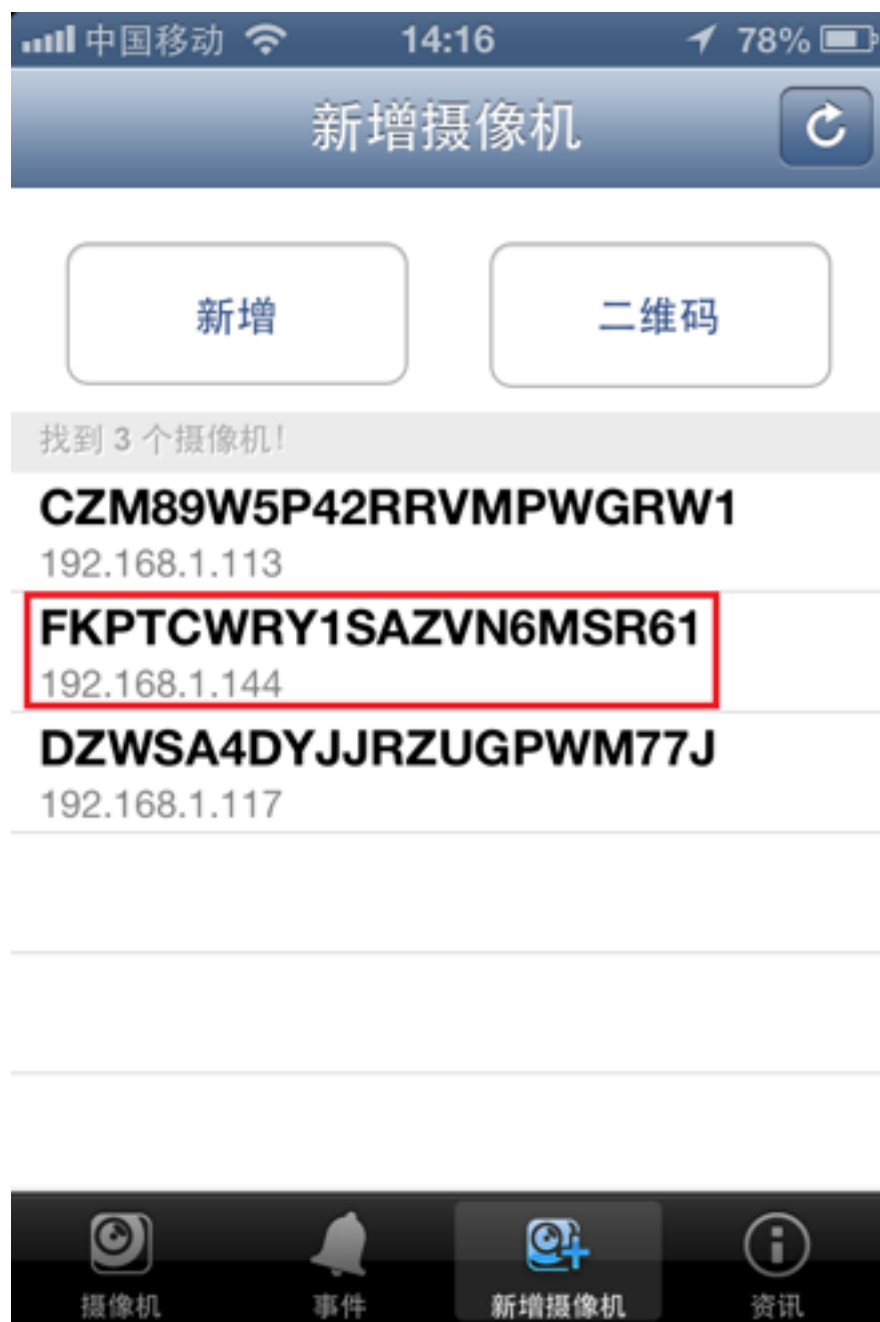 中国移动 14:16 78%
新增摄像机
新增 二维码
找到 3 个摄像机!
CZM89W5P42RRVMPWGRW1
192.168.1.113
FKPTCWRY1SAZVN6MSR61
192.168.1.144
DZWSA4DYJJRZUGPWM77J
192.168.1.117
摄像机 事件 新增摄像机 资讯